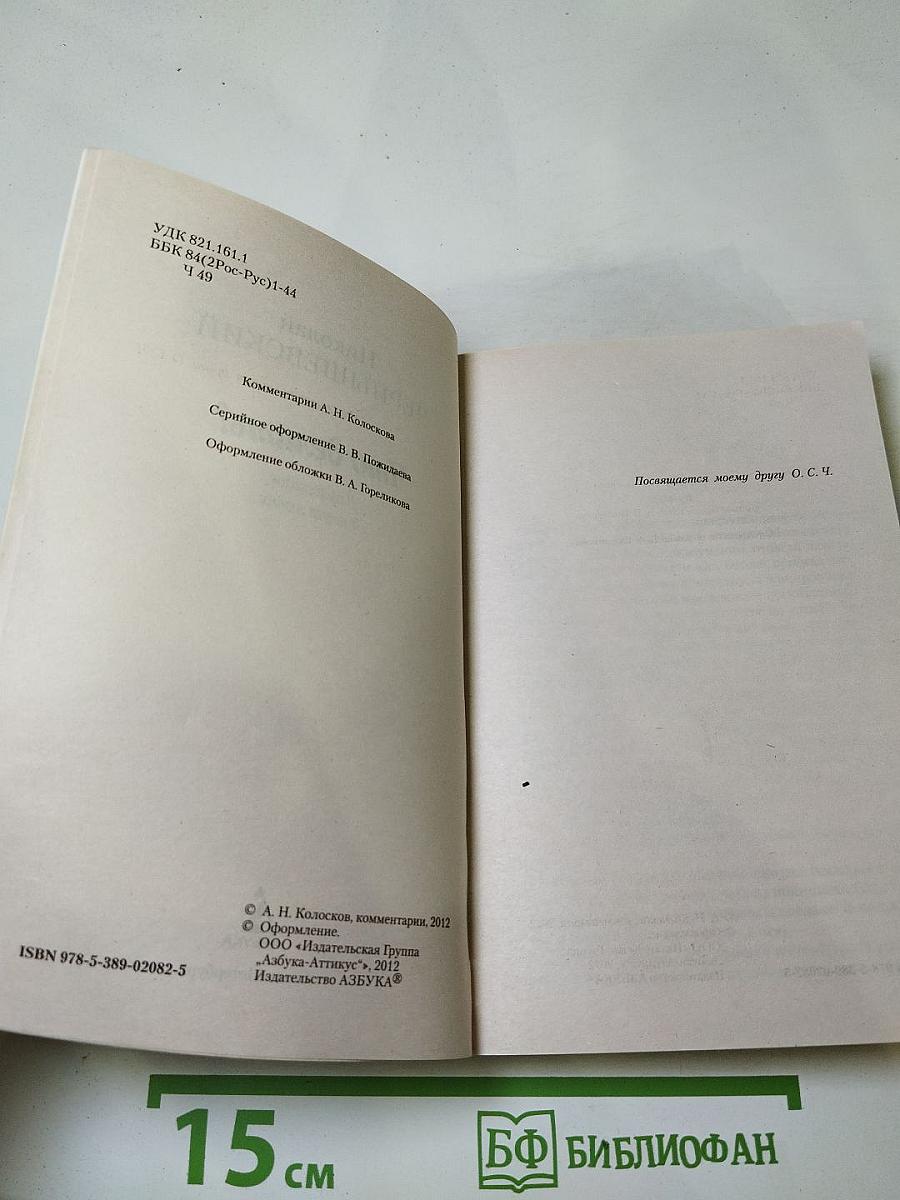 УДК 821.161.1
ББК 84(2Рос-Рус)1-44
Ч 49
Комментарии А. Н. Колоскова
Серийное оформление В. В. Пожидаева
Оформление обложки В. А. Гореликова
© А. Н. Колосков, комментарии, 2012
© Оформление.
ООО «Издательская Группа
„Азбука-Аттикус“», 2012
Издательство АЗБУКА®
ISBN 978-5-389-02082-5
Посвящается моему другу О. С. Ч.
15 см
БФ БИБЛИОФАН